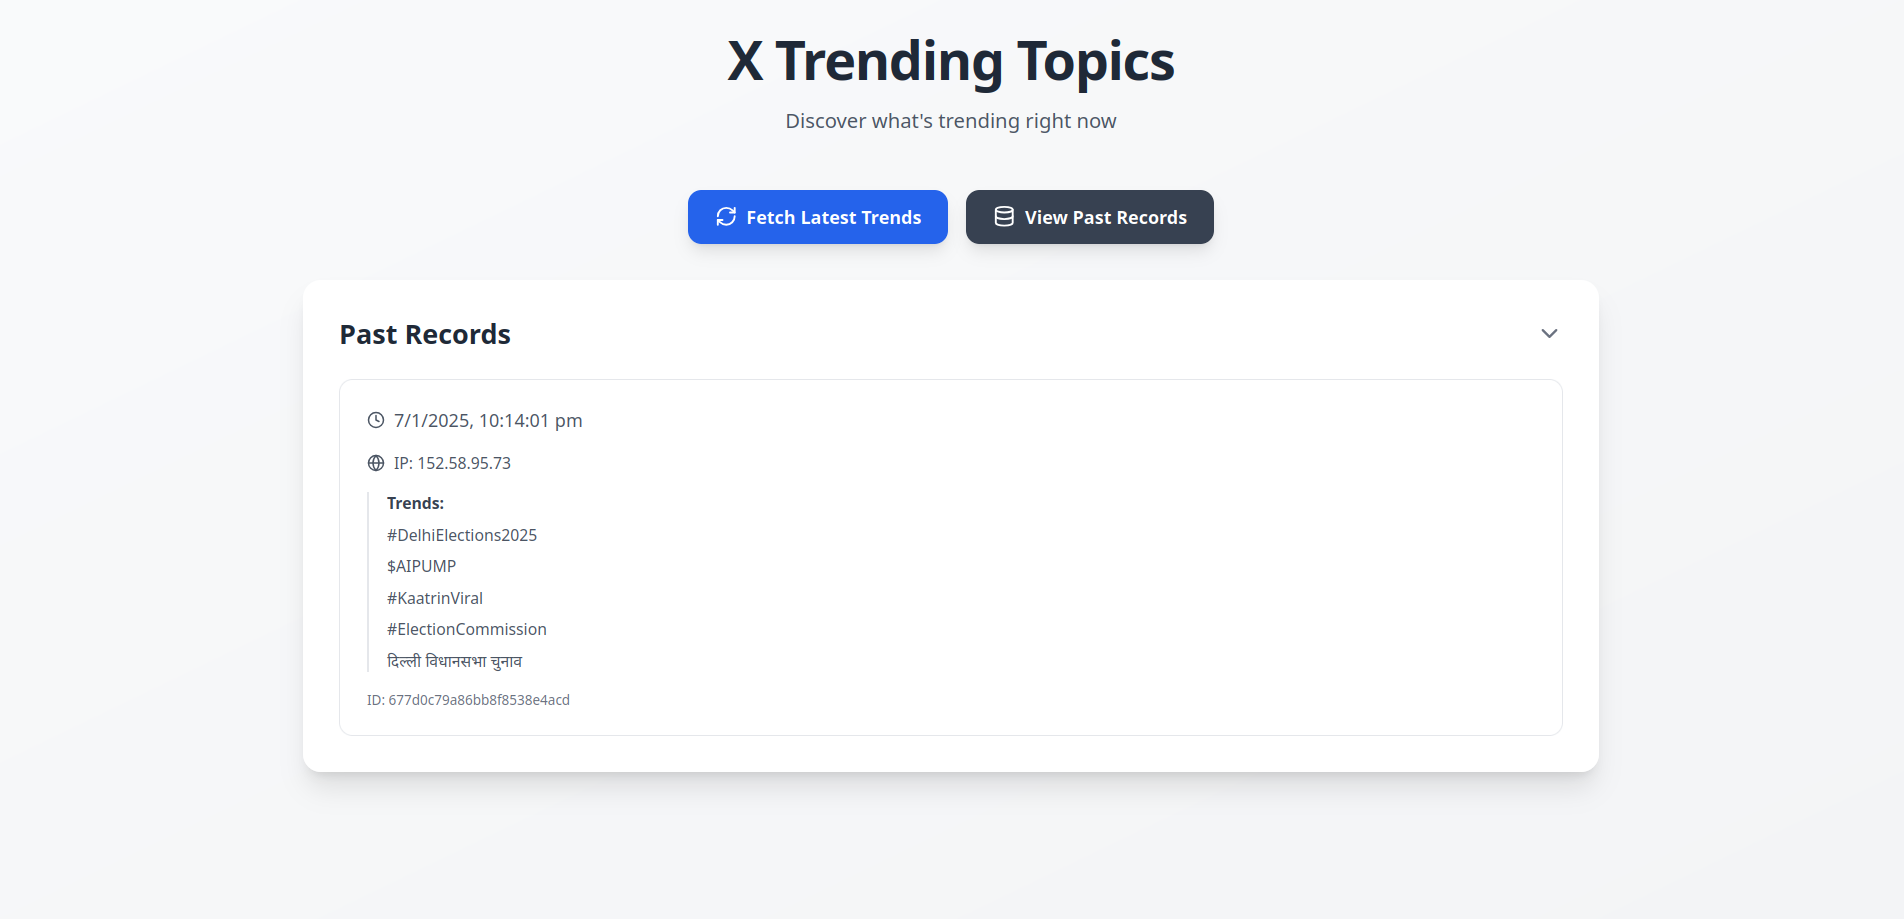 X Trending Topics
Discover what's trending right now
Fetch Latest Trends
View Past Records
Past Records
7/1/2025, 10:14:01 pm
IP: 152.58.95.73
Trends:
#DelhiElections2025
$AIPUMP
#KaatrinViral
#ElectionCommission
दिल्ली विधानसभा चुनाव
ID: 677d0c79a86bb8f8538e4acd